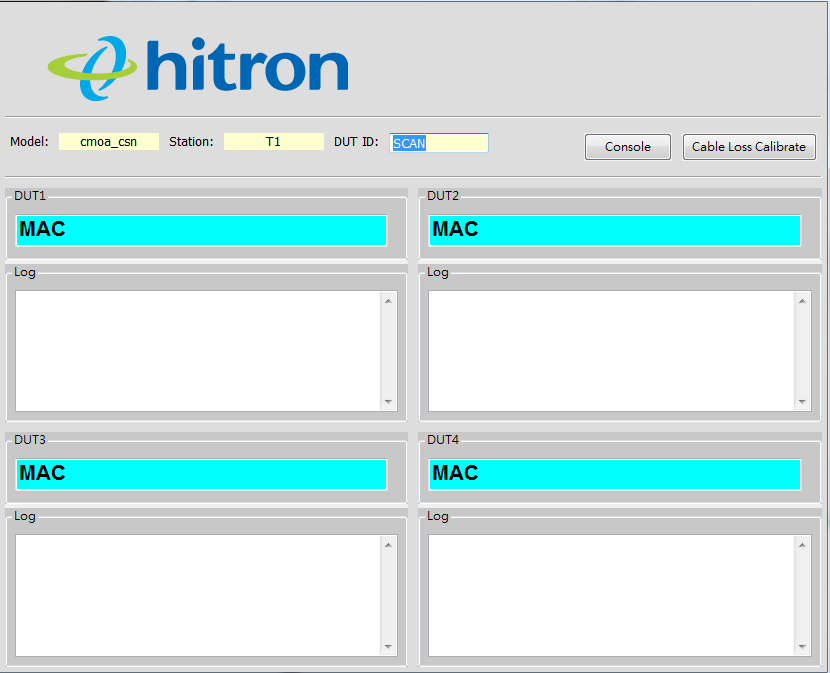 hitron
Model: cmoa_csn Station: T1 DUT ID: SCAN Console Cable Loss Calibrate
DUT1 DUT2
MAC MAC
Log Log
DUT3 DUT4
MAC MAC
Log Log